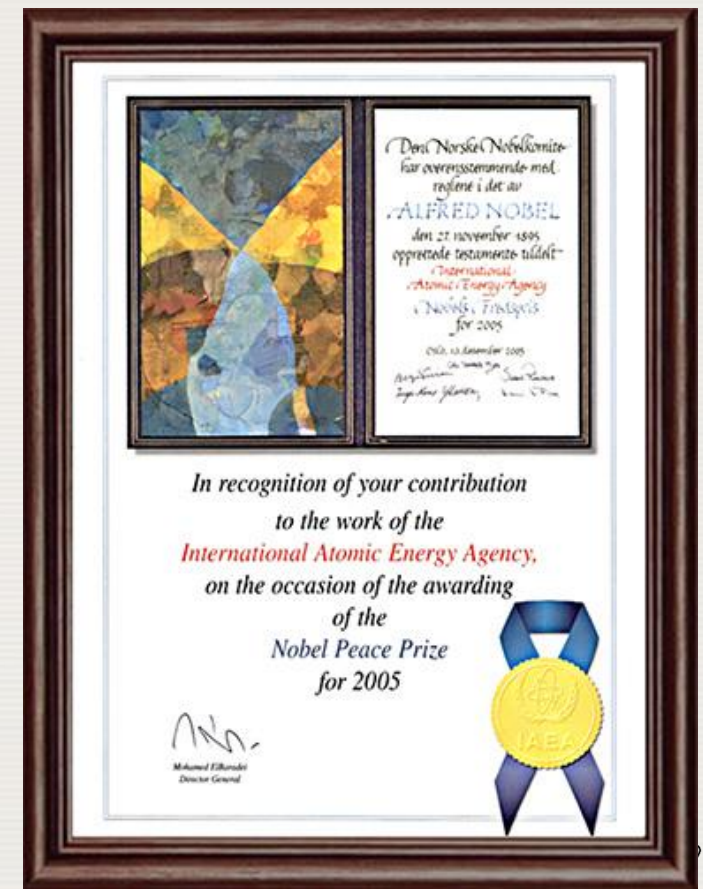 Den Norske Nobelkomite
har overensstemmende med
reglene i det av
ALFRED NOBEL
den 27. november 1895
opprettede testamente tildelt
International
Atomic Energy Agency
Nobels Fredspris
for 2005
Oslo, 10. desember 2005
In recognition of your contribution
to the work of the
International Atomic Energy Agency,
on the occasion of the awarding
of the
Nobel Peace Prize
for 2005
Mohamed ElBaradei
Director General
IAEA